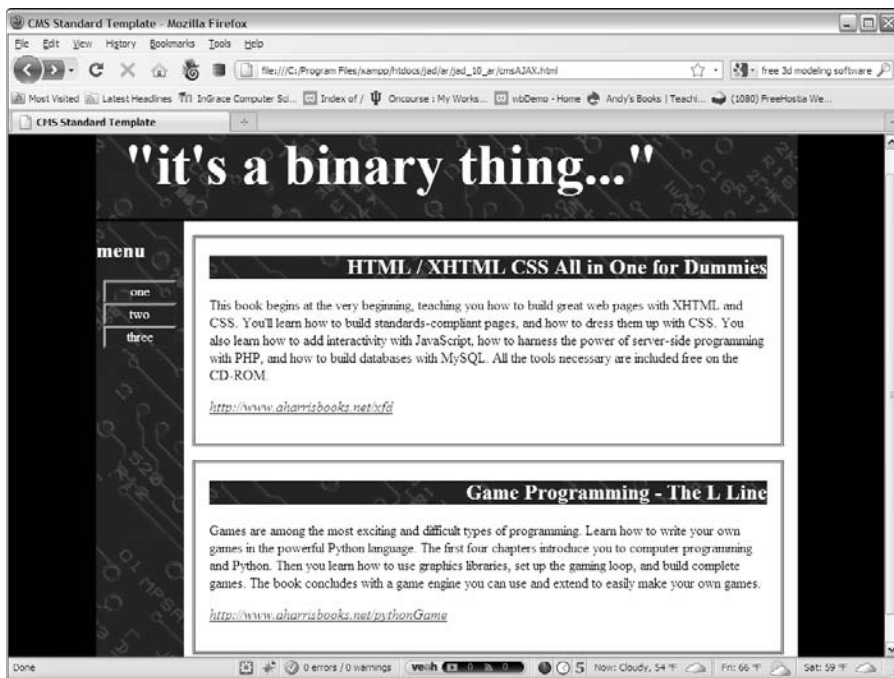 CMS Standard Template - Mozilla Firefox
File Edit View History Bookmarks Tools Help
file:///C:/Program Files/xampp/htdocs/jad/ar/jad_10_ar/cmsAJAX.html
free 3d modeling software
Most Visited Latest Headlines InGrace Computer Sci... Index of / Oncourse : My Works... wbDemo - Home Andy's Books | Teachi... (1080) FreeHostia We...
CMS Standard Template
"it's a binary thing..."
menu
one
two
three
HTML / XHTML CSS All in One for Dummies
This book begins at the very beginning, teaching you how to build great web pages with XHTML and
CSS. You'll learn how to build standards-compliant pages, and how to dress them up with CSS. You
also learn how to add interactivity with JavaScript, how to harness the power of server-side programming
with PHP, and how to build databases with MySQL. All the tools necessary are included free on the
CD-ROM.
http://www.aharrisbooks.net/xfd
Game Programming - The L Line
Games are among the most exciting and difficult types of programming. Learn how to write your own
games in the powerful Python language. The first four chapters introduce you to computer programming
and Python. Then you learn how to use graphics libraries, set up the gaming loop, and build complete
games. The book concludes with a game engine you can use and extend to easily make your own games.
http://www.aharrisbooks.net/pythonGame
Done 0 errors / 0 warnings veoh 0 0 5 Now: Cloudy, 54 °F Fri: 66 °F Sat: 59 °F